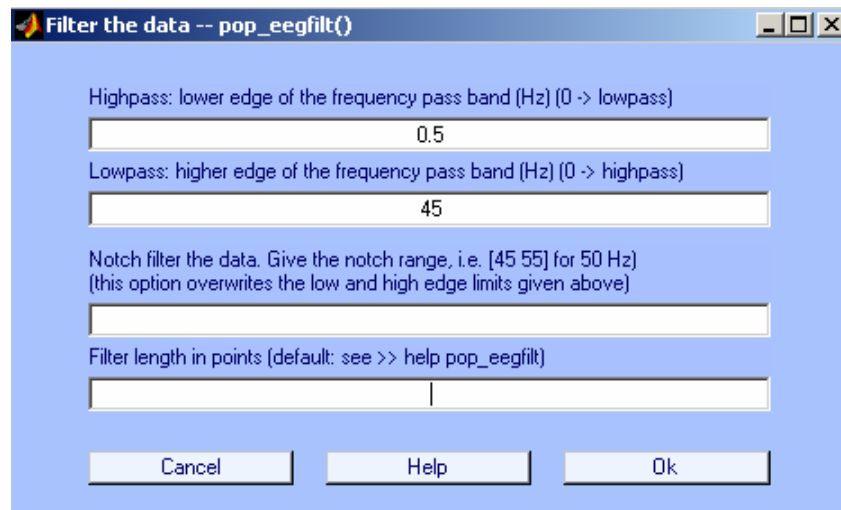 Filter the data -- pop_eegfilt()
Highpass: lower edge of the frequency pass band (Hz) (0 -> lowpass)
0.5
Lowpass: higher edge of the frequency pass band (Hz) (0 -> highpass)
45
Notch filter the data. Give the notch range, i.e. [45 55] for 50 Hz)
(this option overwrites the low and high edge limits given above)
Filter length in points (default: see >> help pop_eegfilt)
Cancel Help Ok